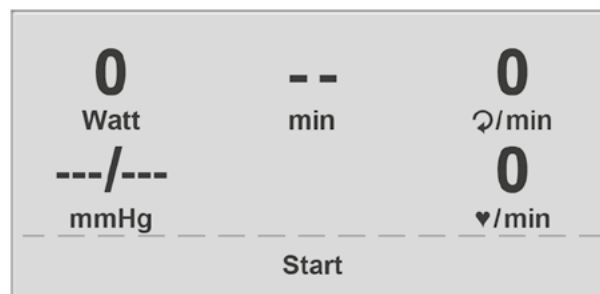 0 -- 0
Watt min ⤸/min
---/--- 0
mmHg ♥/min
Start